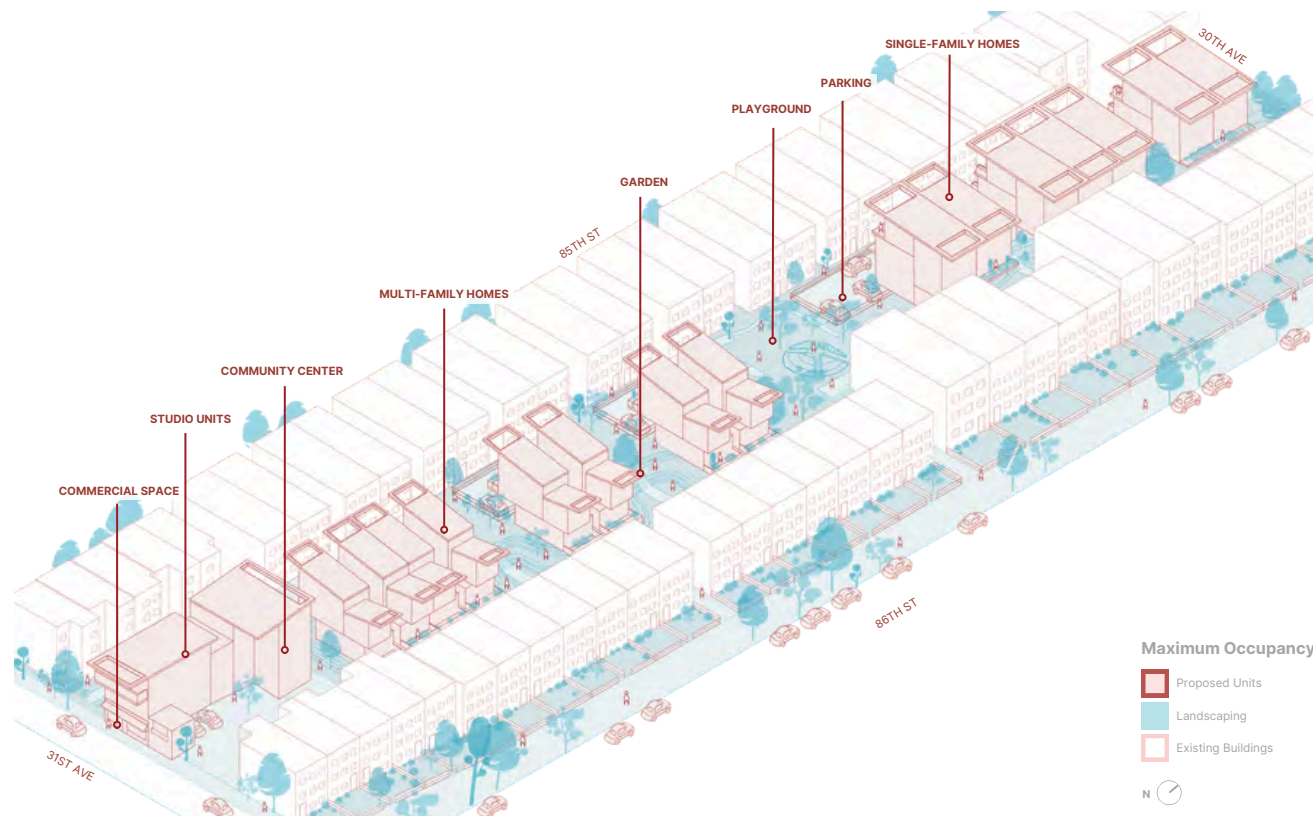 SINGLE-FAMILY HOMES
30TH AVE
PARKING
PLAYGROUND
GARDEN
85TH ST
MULTI-FAMILY HOMES
COMMUNITY CENTER
STUDIO UNITS
COMMERCIAL SPACE
86TH ST
31ST AVE
Maximum Occupancy
Proposed Units
Landscaping
Existing Buildings
N